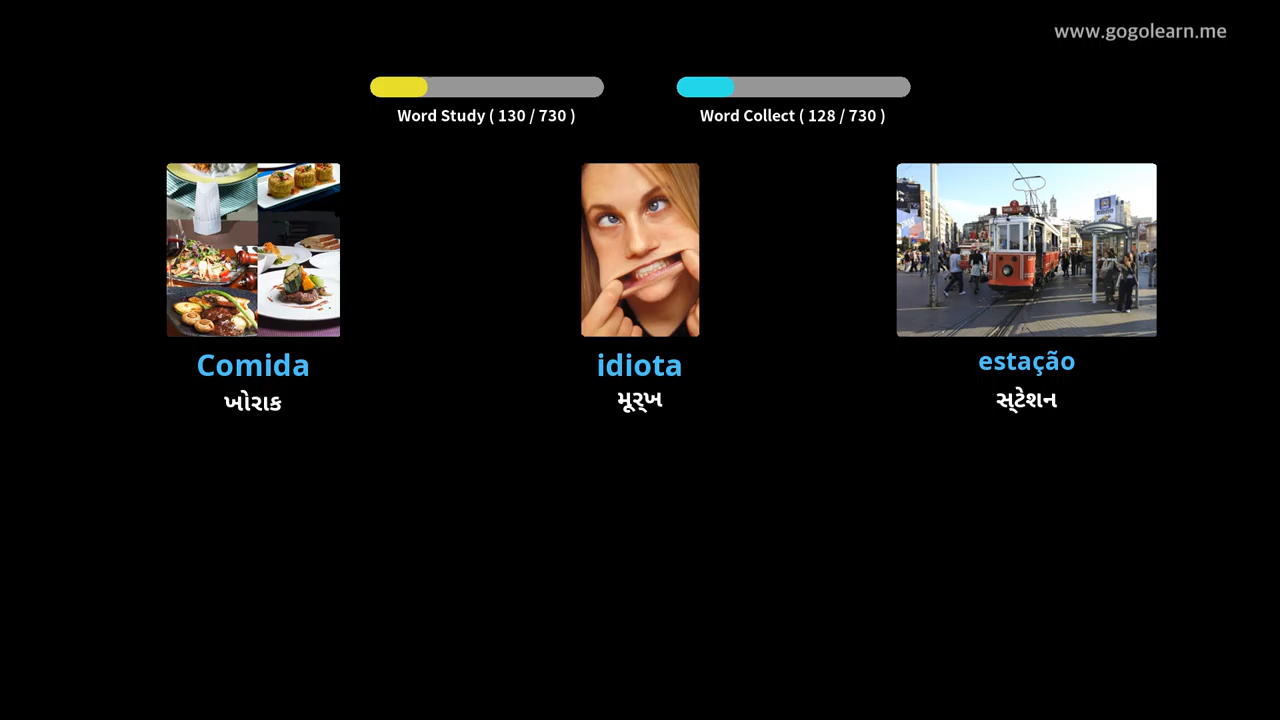 www.gogolearn.me
Word Study ( 130 / 730 )
Word Collect ( 128 / 730 )
Comida
idiota
estação
ખોરાક
મૂર્ખ
સ્ટેશન